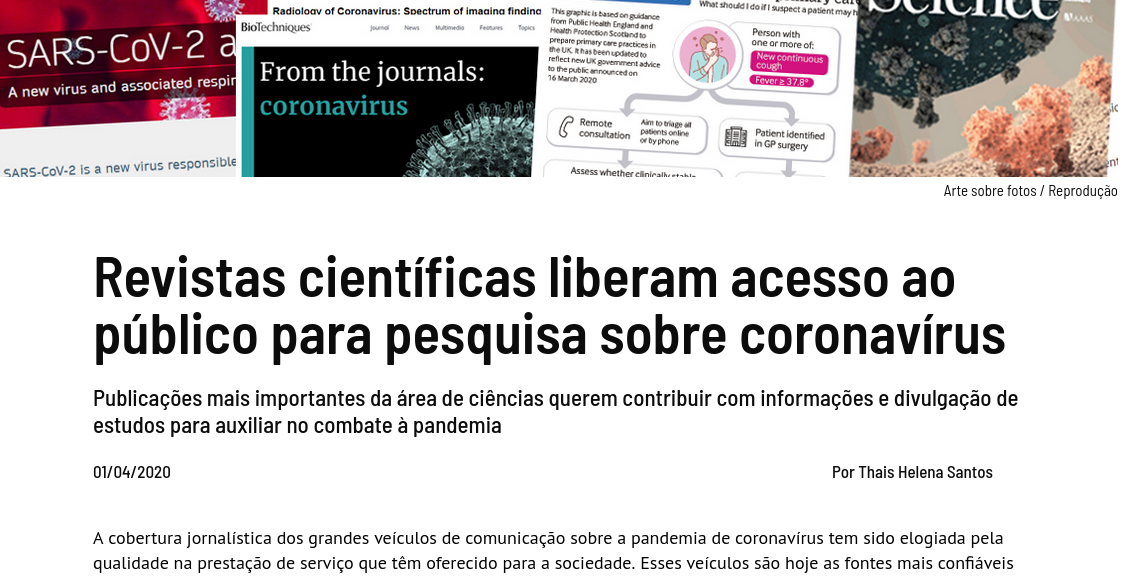 SARS-CoV-2 a
A new virus and associated respir
SARS-CoV-2 is a new virus responsible
Radiology of Coronavirus: Spectrum of imaging finding
BioTechniques
Journal News Multimedia Features Topics
From the journals:
coronavirus
This graphic is based on guidance
from Public Health England and
Health Protection Scotland to
prepare primary care practices in
the UK. It has been updated to
reflect new UK government advice
to the public announced on
16 March 2020
What should I do if I suspect a patient may h
Person with
one or more of:
New continuous
cough
Fever ≥ 37.8°
Remote
consultation
Aim to triage all
patients online
or by phone
Patient identified
in GP surgery
Assess whether clinically stable
Science
AAAS
Arte sobre fotos / Reprodução
Revistas científicas liberam acesso ao
público para pesquisa sobre coronavírus
Publicações mais importantes da área de ciências querem contribuir com informações e divulgação de
estudos para auxiliar no combate à pandemia
01/04/2020 Por Thais Helena Santos
A cobertura jornalística dos grandes veículos de comunicação sobre a pandemia de coronavírus tem sido elogiada pela
qualidade na prestação de serviço que têm oferecido para a sociedade. Esses veículos são hoje as fontes mais confiáveis